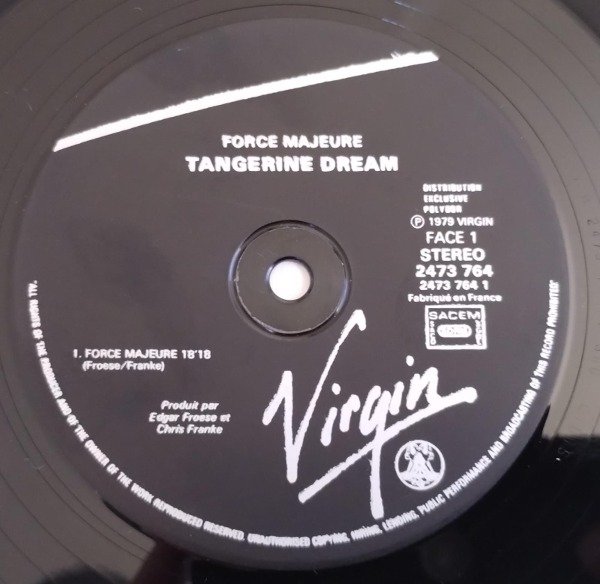 FORCE MAJEURE
TANGERINE DREAM
DISTRIBUTION
EXCLUSIVE
POLYDOR
Ⓟ 1979 VIRGIN
FACE 1
STEREO
2473 764
2473 764 1
Fabriqué en France
SACEM
1. FORCE MAJEURE 18'18
(Froese/Franke)
Produit par
Edgar Froese et
Chris Franke
Virgin
"ALL RIGHTS OF THE PRODUCER AND OF THE OWNER OF THE WORK REPRODUCED RESERVED. UNAUTHORISED COPYING, HIRING, LENDING, PUBLIC PERFORMANCE AND BROADCASTING OF THIS RECORD PROHIBITED"